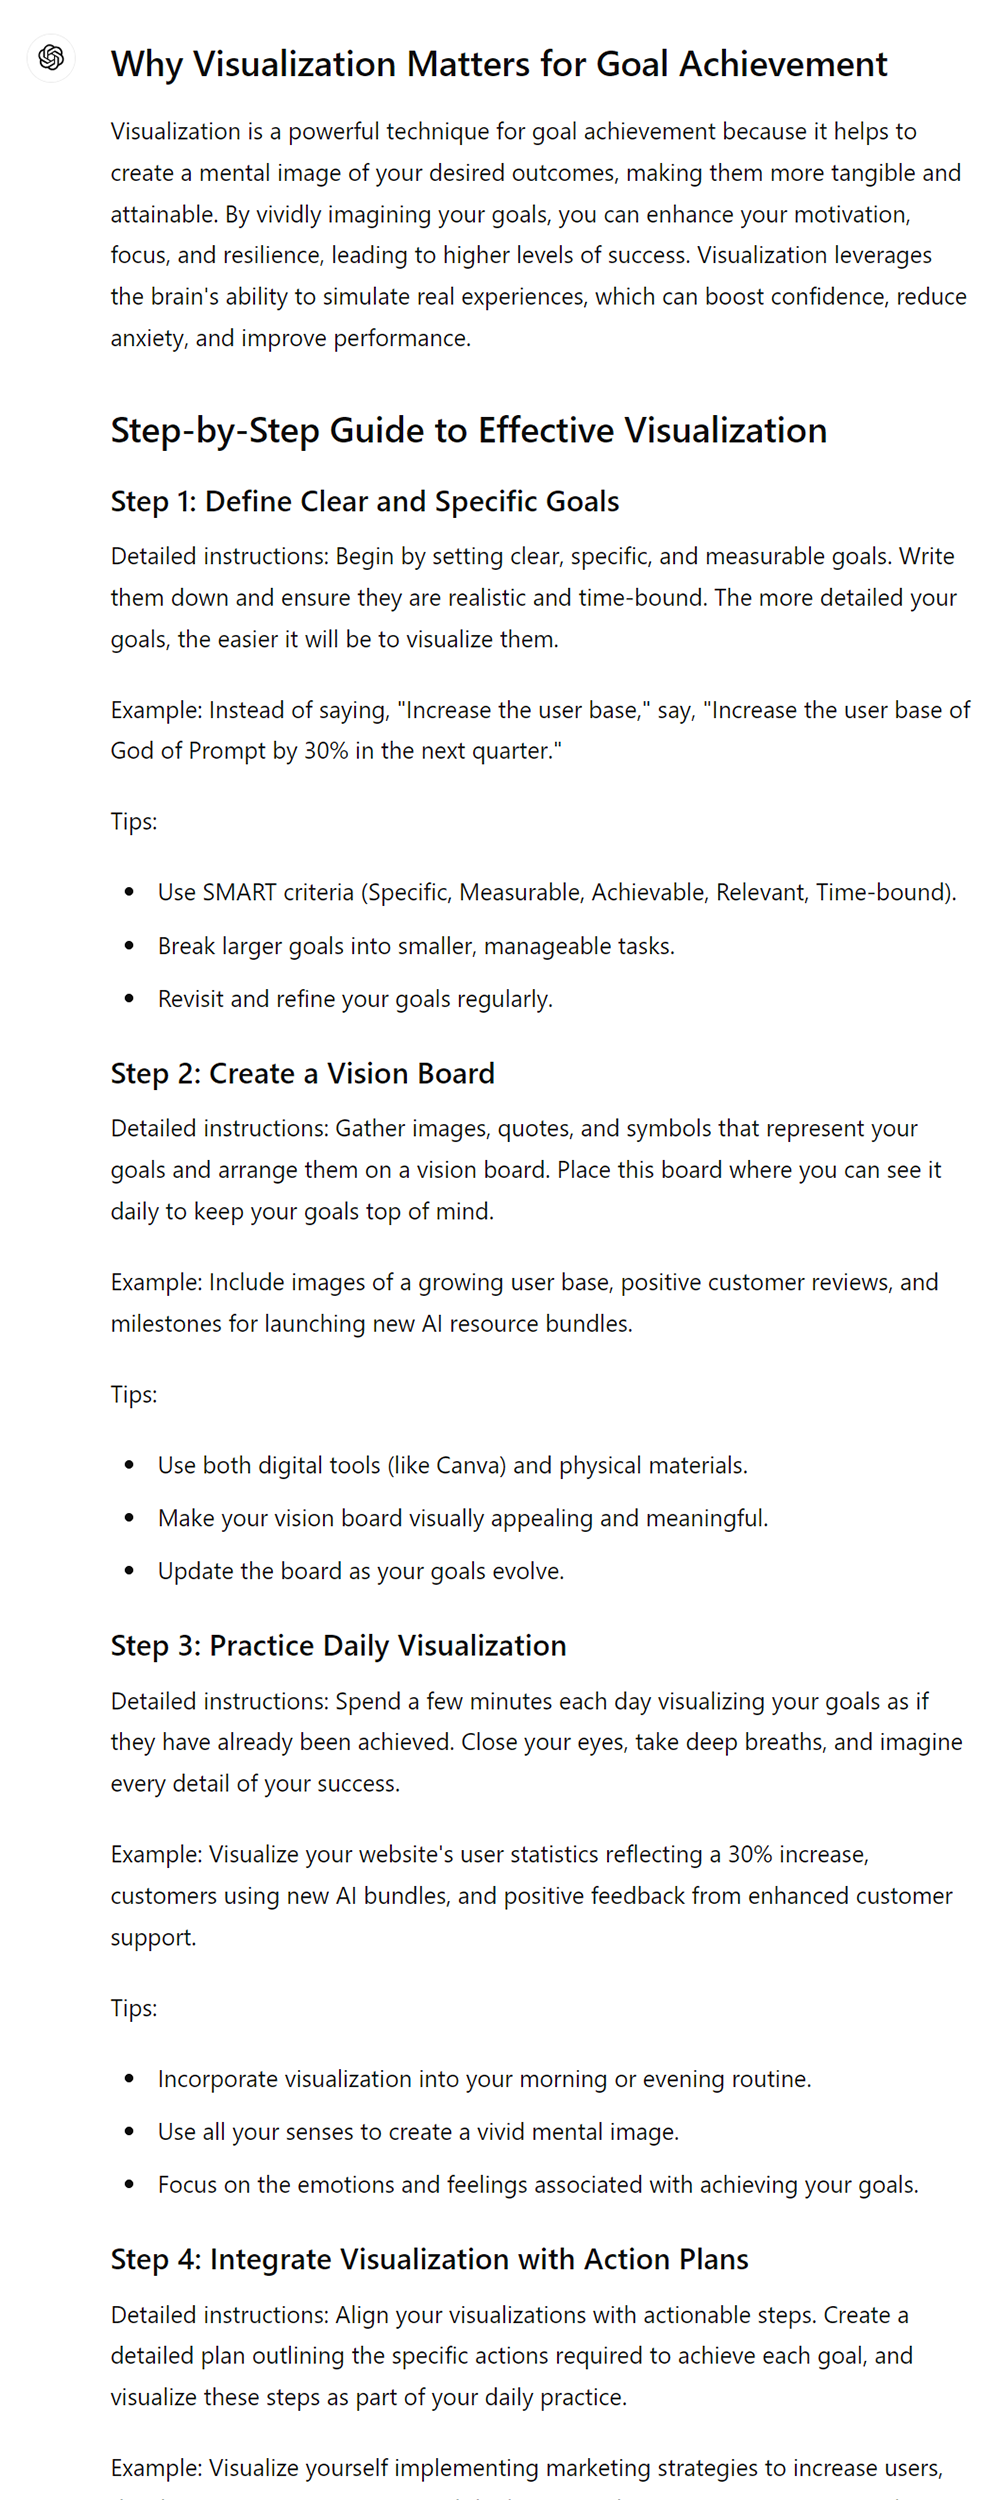 Why Visualization Matters for Goal Achievement
Visualization is a powerful technique for goal achievement because it helps to
create a mental image of your desired outcomes, making them more tangible and
attainable. By vividly imagining your goals, you can enhance your motivation,
focus, and resilience, leading to higher levels of success. Visualization leverages
the brain's ability to simulate real experiences, which can boost confidence, reduce
anxiety, and improve performance.
Step-by-Step Guide to Effective Visualization
Step 1: Define Clear and Specific Goals
Detailed instructions: Begin by setting clear, specific, and measurable goals. Write
them down and ensure they are realistic and time-bound. The more detailed your
goals, the easier it will be to visualize them.
Example: Instead of saying, "Increase the user base," say, "Increase the user base of
God of Prompt by 30% in the next quarter."
Tips:
• Use SMART criteria (Specific, Measurable, Achievable, Relevant, Time-bound).
• Break larger goals into smaller, manageable tasks.
• Revisit and refine your goals regularly.
Step 2: Create a Vision Board
Detailed instructions: Gather images, quotes, and symbols that represent your
goals and arrange them on a vision board. Place this board where you can see it
daily to keep your goals top of mind.
Example: Include images of a growing user base, positive customer reviews, and
milestones for launching new AI resource bundles.
Tips:
• Use both digital tools (like Canva) and physical materials.
• Make your vision board visually appealing and meaningful.
• Update the board as your goals evolve.
Step 3: Practice Daily Visualization
Detailed instructions: Spend a few minutes each day visualizing your goals as if
they have already been achieved. Close your eyes, take deep breaths, and imagine
every detail of your success.
Example: Visualize your website's user statistics reflecting a 30% increase,
customers using new AI bundles, and positive feedback from enhanced customer
support.
Tips:
• Incorporate visualization into your morning or evening routine.
• Use all your senses to create a vivid mental image.
• Focus on the emotions and feelings associated with achieving your goals.
Step 4: Integrate Visualization with Action Plans
Detailed instructions: Align your visualizations with actionable steps. Create a
detailed plan outlining the specific actions required to achieve each goal, and
visualize these steps as part of your daily practice.
Example: Visualize yourself implementing marketing strategies to increase users,